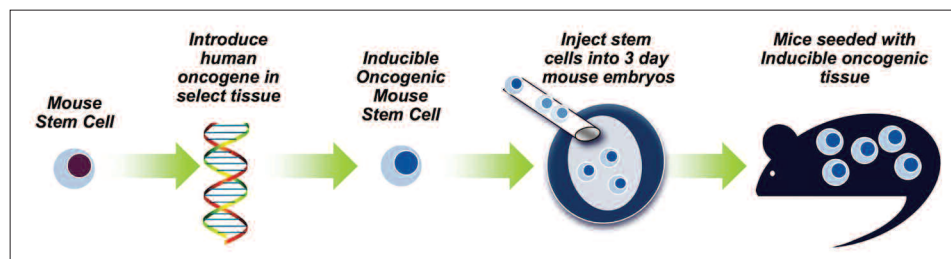 Mouse
Stem Cell
Introduce
human
oncogene in
select tissue
Inducible
Oncogenic
Mouse
Stem Cell
Inject stem
cells into 3 day
mouse embryos
Mice seeded with
Inducible oncogenic
tissue